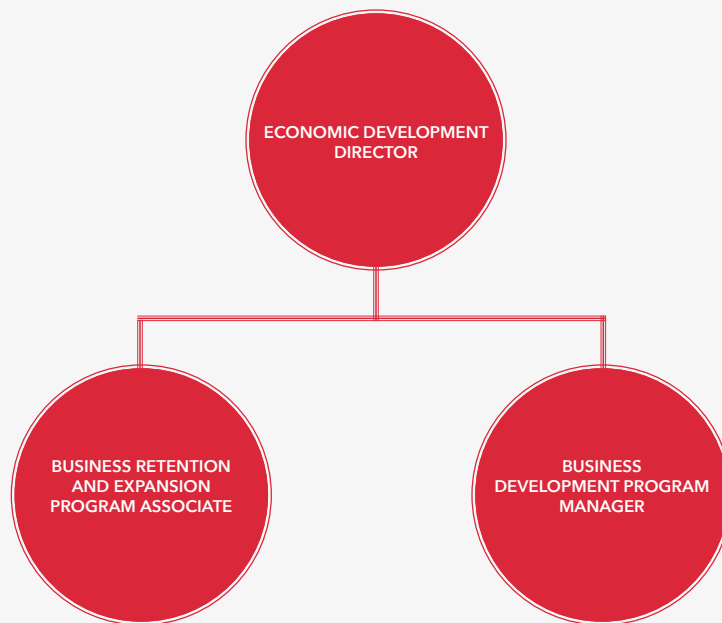 ECONOMIC DEVELOPMENT
DIRECTOR
BUSINESS RETENTION
AND EXPANSION
PROGRAM ASSOCIATE
BUSINESS
DEVELOPMENT PROGRAM
MANAGER